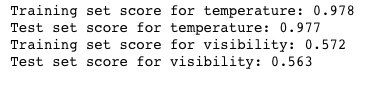 Training set score for temperature: 0.978
Test set score for temperature: 0.977
Training set score for visibility: 0.572
Test set score for visibility: 0.563